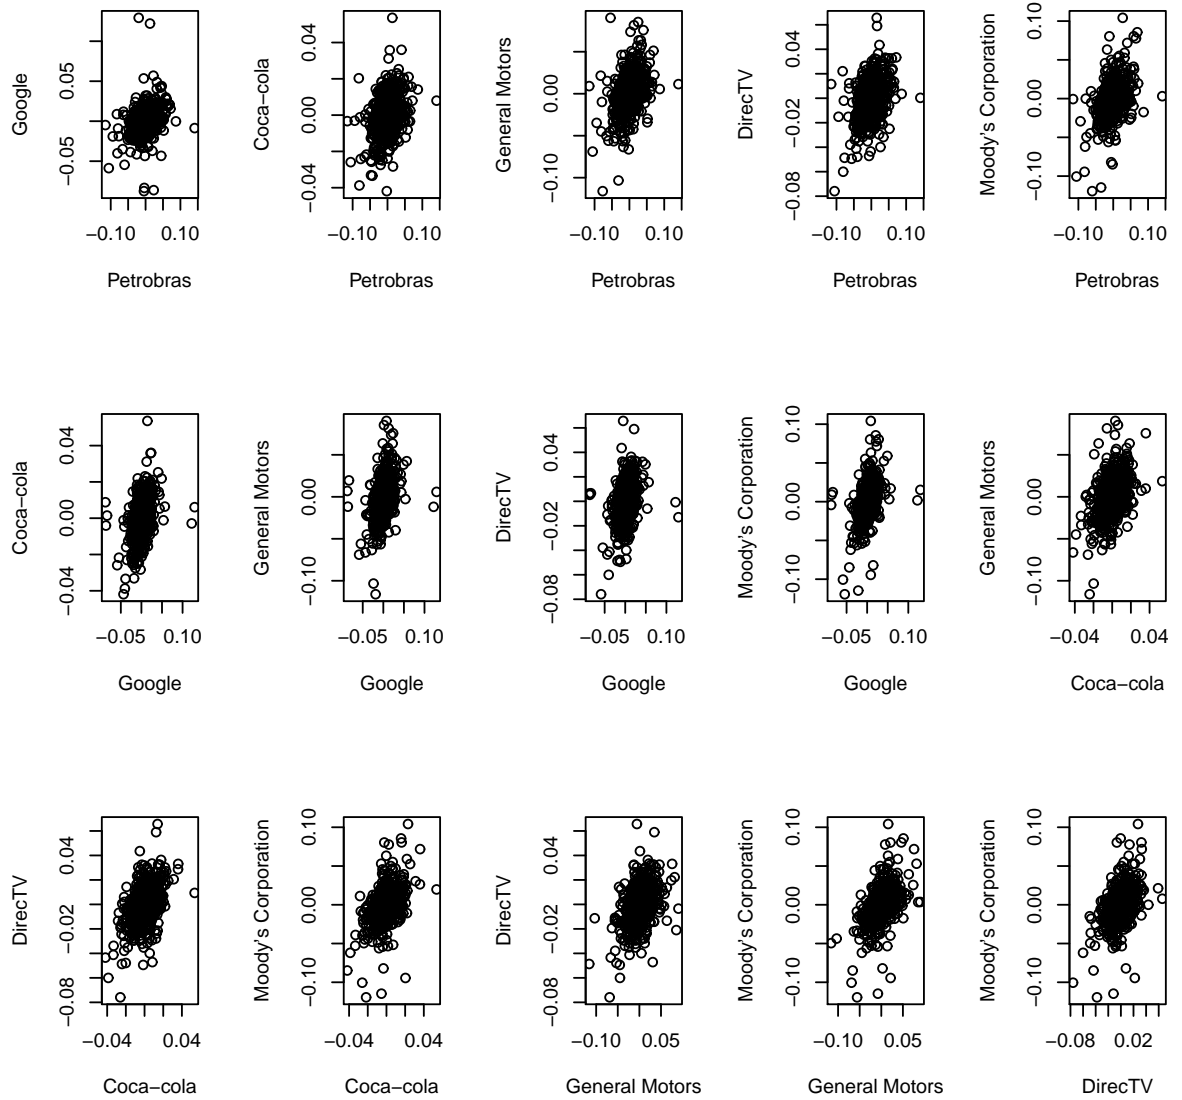 Google
−0.05 0.05
−0.10 0.10
Petrobras
Coca−cola
−0.04 0.00 0.04
−0.10 0.10
Petrobras
General Motors
−0.10 0.00
−0.10 0.10
Petrobras
DirecTV
−0.08 −0.02 0.04
−0.10 0.10
Petrobras
Moody's Corporation
−0.10 0.00 0.10
−0.10 0.10
Petrobras
Coca−cola
−0.04 0.00 0.04
−0.05 0.10
Google
General Motors
−0.10 0.00
−0.05 0.10
Google
DirecTV
−0.08 −0.02 0.04
−0.05 0.10
Google
Moody's Corporation
−0.10 0.00 0.10
−0.05 0.10
Google
General Motors
−0.10 0.00
−0.04 0.04
Coca−cola
DirecTV
−0.08 −0.02 0.04
−0.04 0.04
Coca−cola
Moody's Corporation
−0.10 0.00 0.10
−0.04 0.04
Coca−cola
DirecTV
−0.08 −0.02 0.04
−0.10 0.05
General Motors
Moody's Corporation
−0.10 0.00 0.10
−0.10 0.05
General Motors
Moody's Corporation
−0.10 0.00 0.10
−0.08 0.02
DirecTV